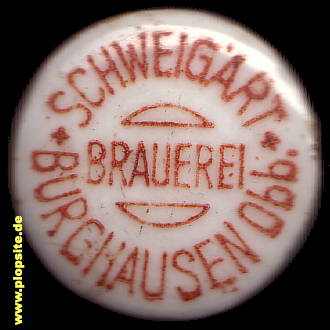 SCHWEIGART
BRAUEREI
* BURGHAUSEN Obb. *
www.plopsite.de